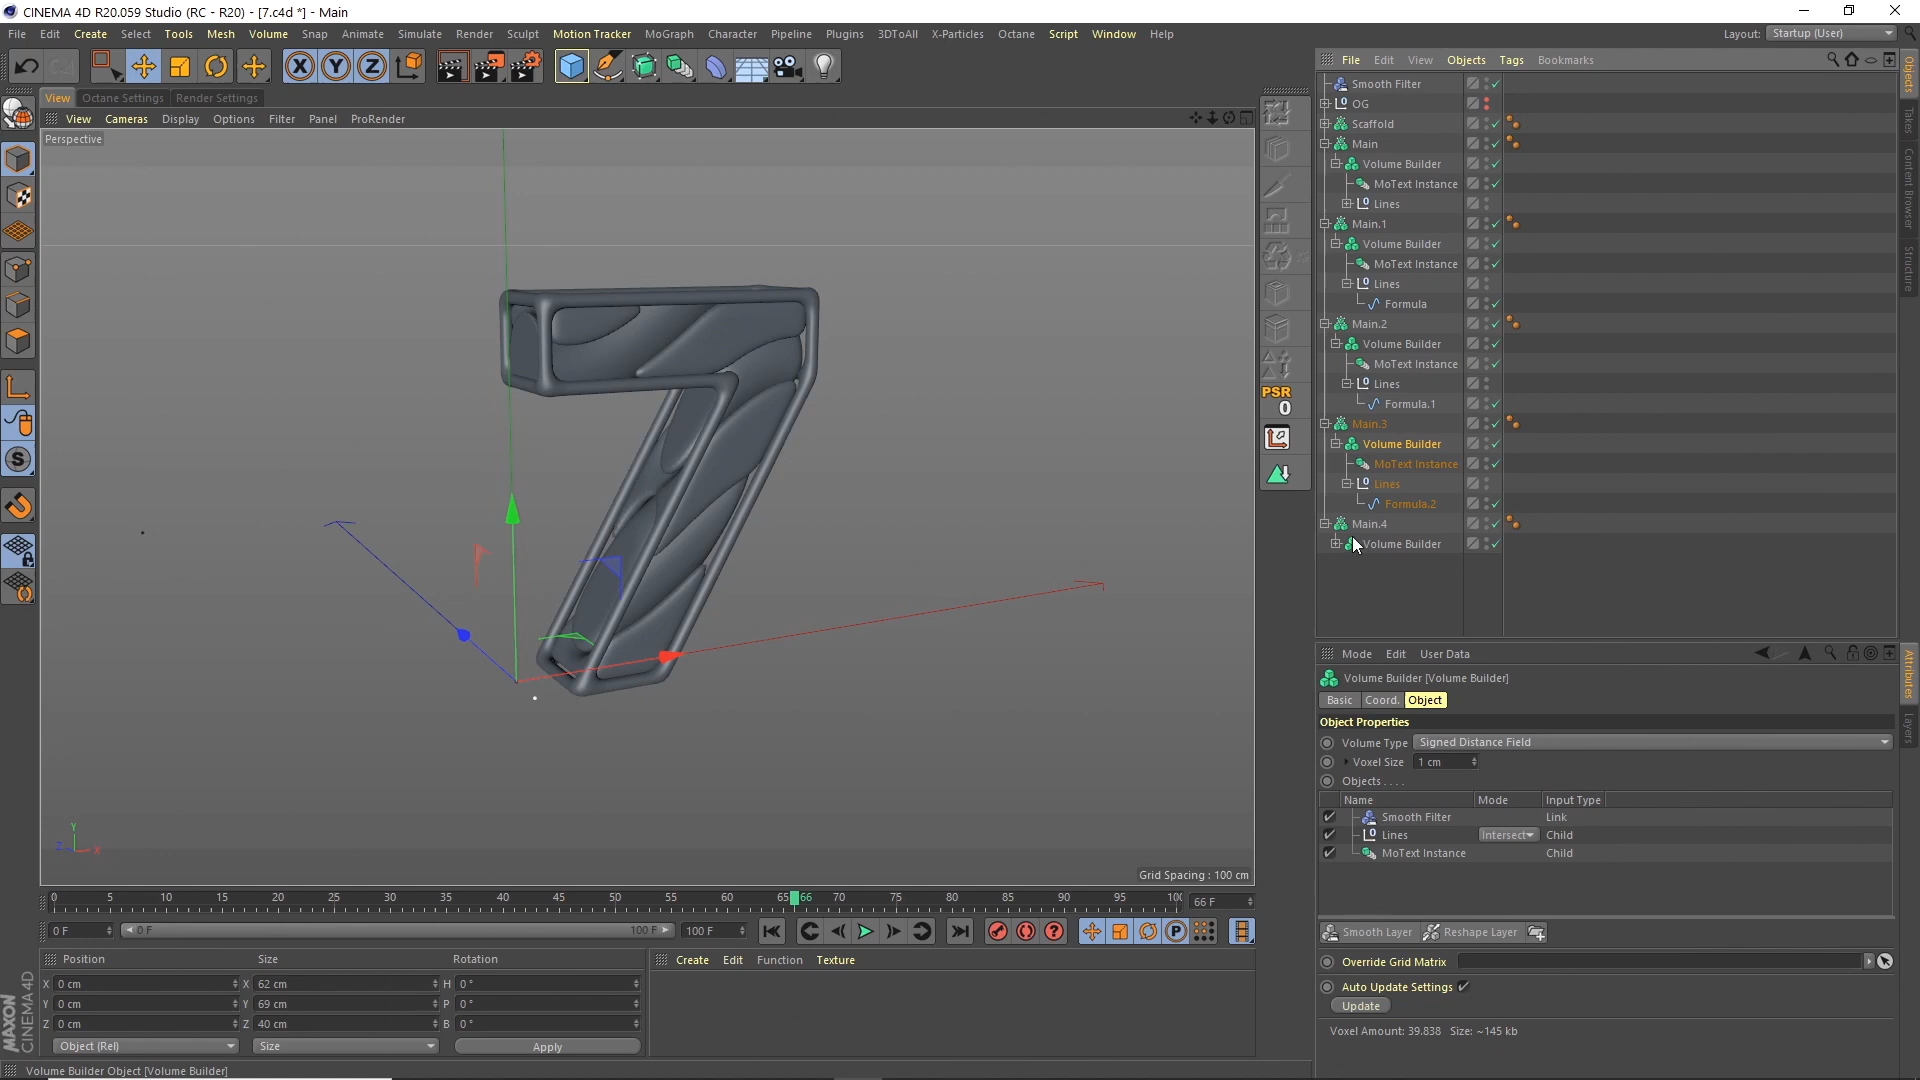 CINEMA 4D R20.059 Studio (RC - R20) - [7.c4d *] - Main
File Edit Create Select Tools Mesh Volume Snap Animate Simulate Render Sculpt Motion Tracker MoGraph Character Pipeline Plugins 3DToAll X-Particles Octane Script Window Help
Layout: Startup (User)
X Y Z
File Edit View Objects Tags Bookmarks
View Octane Settings Render Settings
View Cameras Display Options Filter Panel ProRender
Perspective
Smooth Filter
OG
Scaffold
Main
Volume Builder
MoText Instance
Lines
Main.1
Volume Builder
MoText Instance
Lines
Formula
Main.2
Volume Builder
MoText Instance
Lines
Formula.1
Main.3
Volume Builder
MoText Instance
Lines
Formula.2
Main.4
Volume Builder
PSR
0
S
Objects
Takes
Content Browser
Structure
Mode Edit User Data
Volume Builder [Volume Builder]
Basic Coord. Object
Object Properties
Volume Type Signed Distance Field
Voxel Size 1 cm
Objects . . . .
Name Mode Input Type
Smooth Filter Link
Lines Intersect Child
MoText Instance Child
Smooth Layer Reshape Layer
Override Grid Matrix
Auto Update Settings
Update
Voxel Amount: 39.838 Size: ~145 kb
Attributes
Layers
Y
Z X
Grid Spacing : 100 cm
0 5 10 15 20 25 30 35 40 45 50 55 60 65 66 70 75 80 85 90 95 100
66 F
0 F 0 F 100 F 100 F
Position Size Rotation
X 0 cm X 62 cm H 0 °
Y 0 cm Y 69 cm P 0 °
Z 0 cm Z 40 cm B 0 °
Object (Rel) Size Apply
Create Edit Function Texture
MAXON
CINEMA 4D
Volume Builder Object [Volume Builder]